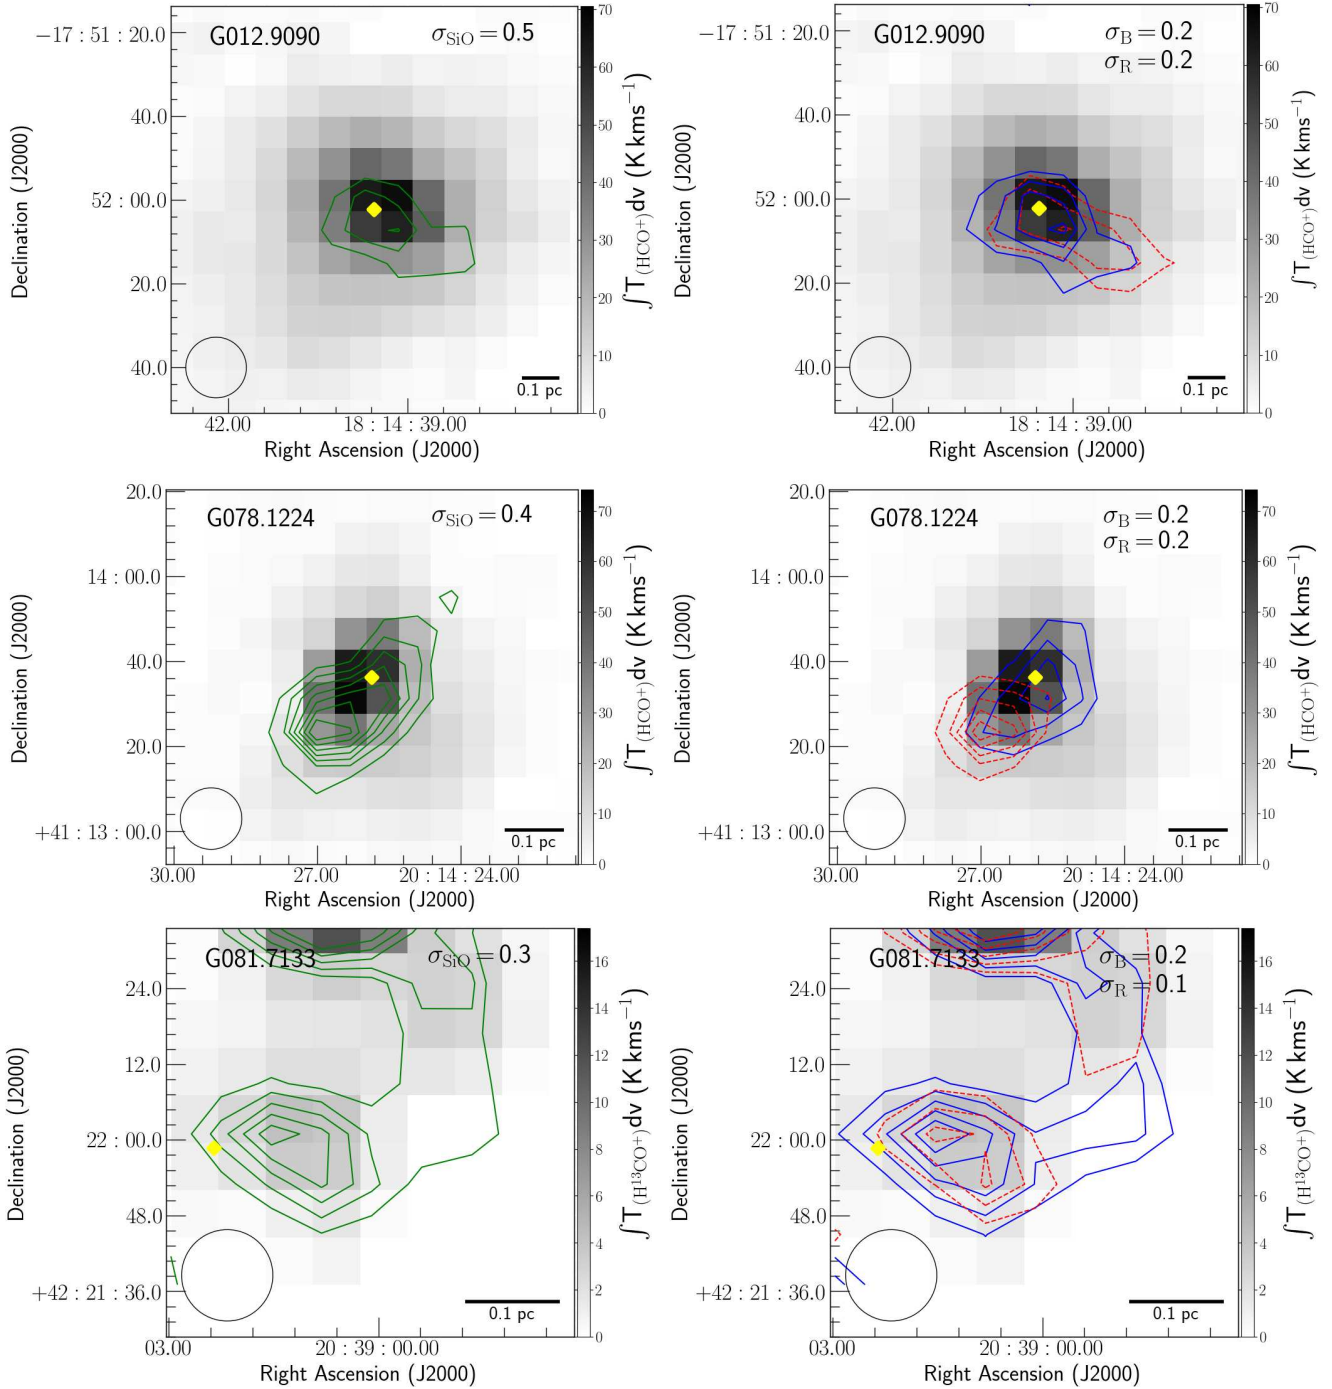 G012.9090
σSiO = 0.5
−17 : 51 : 20.0
40.0
52 : 00.0
20.0
40.0
Declination (J2000)
42.00
18 : 14 : 39.00
Right Ascension (J2000)
0.1 pc
70
60
50
40
30
20
10
0
∫T(HCO+)dv (K kms−1)
G012.9090
σB = 0.2
σR = 0.2
−17 : 51 : 20.0
40.0
52 : 00.0
20.0
40.0
Declination (J2000)
42.00
18 : 14 : 39.00
Right Ascension (J2000)
0.1 pc
70
60
50
40
30
20
10
0
∫T(HCO+)dv (K kms−1)
G078.1224
σSiO = 0.4
20.0
14 : 00.0
40.0
20.0
+41 : 13 : 00.0
Declination (J2000)
30.00
27.00
20 : 14 : 24.00
Right Ascension (J2000)
0.1 pc
70
60
50
40
30
20
10
0
∫T(HCO+)dv (K kms−1)
G078.1224
σB = 0.2
σR = 0.2
20.0
14 : 00.0
40.0
20.0
+41 : 13 : 00.0
Declination (J2000)
30.00
27.00
20 : 14 : 24.00
Right Ascension (J2000)
0.1 pc
70
60
50
40
30
20
10
0
∫T(HCO+)dv (K kms−1)
G081.7133
σSiO = 0.3
24.0
12.0
22 : 00.0
48.0
+42 : 21 : 36.0
Declination (J2000)
03.00
20 : 39 : 00.00
Right Ascension (J2000)
0.1 pc
16
14
12
10
8
6
4
2
0
∫T(H13CO+)dv (K kms−1)
G081.7133
σB = 0.2
σR = 0.1
24.0
12.0
22 : 00.0
48.0
+42 : 21 : 36.0
Declination (J2000)
03.00
20 : 39 : 00.00
Right Ascension (J2000)
0.1 pc
16
14
12
10
8
6
4
2
0
∫T(H13CO+)dv (K kms−1)